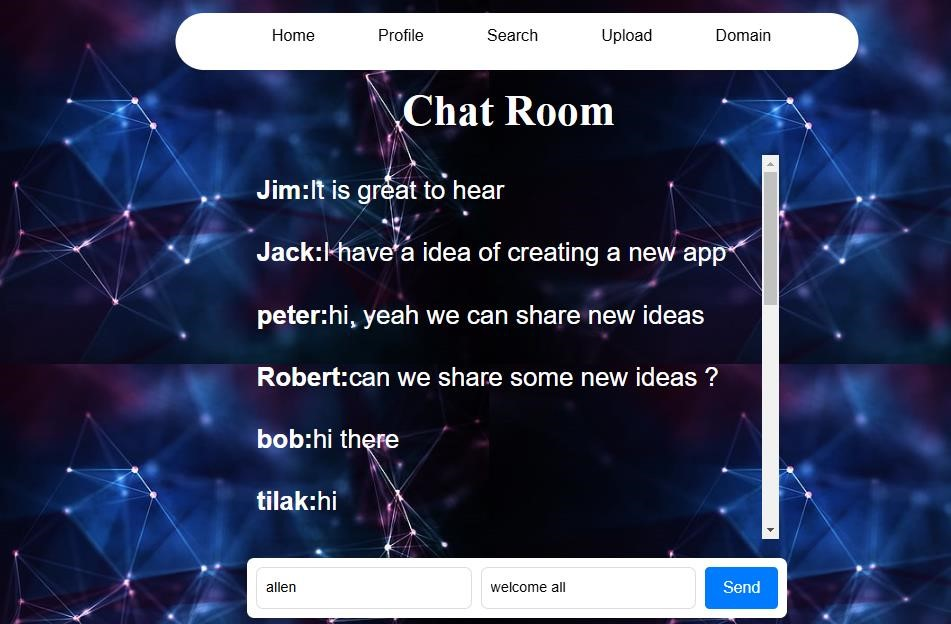 Home Profile Search Upload Domain
Chat Room
Jim:It is great to hear
Jack:I have a idea of creating a new app
peter:hi, yeah we can share new ideas
Robert:can we share some new ideas ?
bob:hi there
tilak:hi
allen welcome all Send